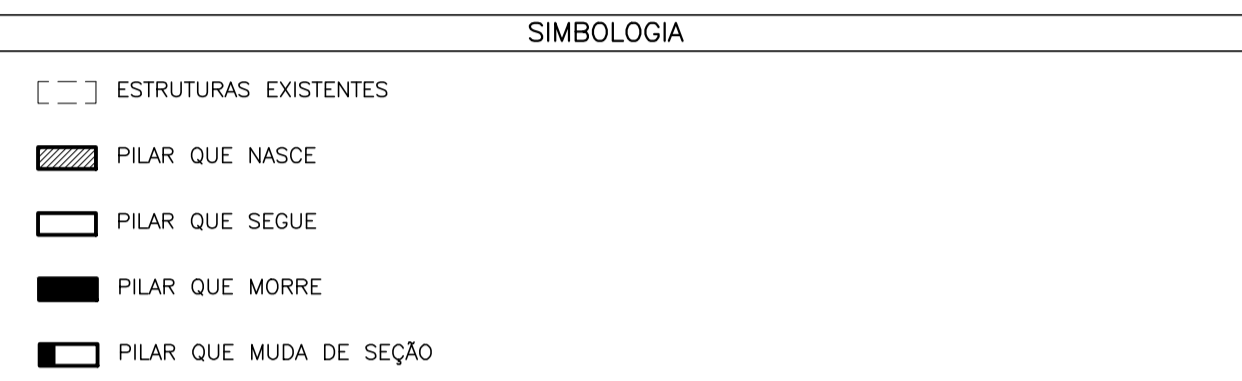 SIMBOLOGIA
ESTRUTURAS EXISTENTES
PILAR QUE NASCE
PILAR QUE SEGUE
PILAR QUE MORRE
PILAR QUE MUDA DE SEÇÃO